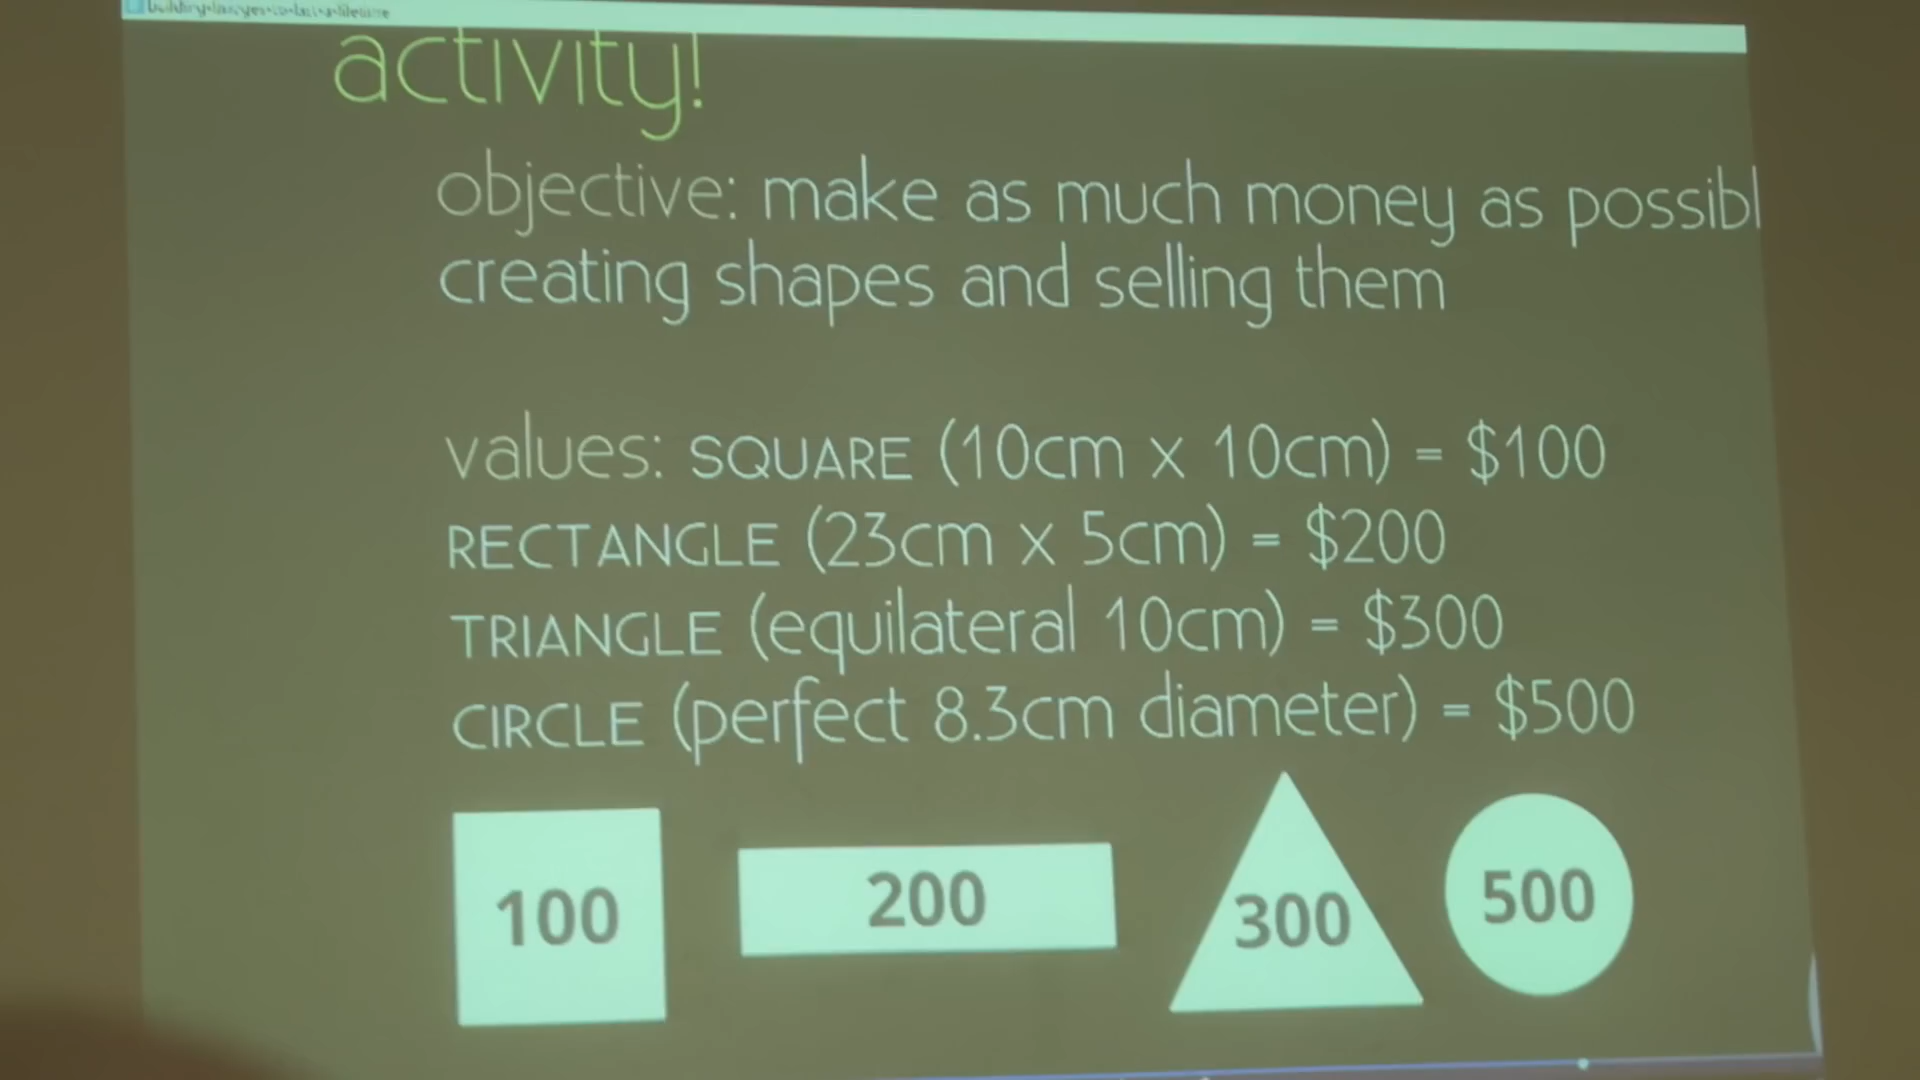 activity!
objective: make as much money as possibl
creating shapes and selling them
values: SQUARE (10cm x 10cm) = $100
RECTANGLE (23cm x 5cm) = $200
TRIANGLE (equilateral 10cm) = $300
CIRCLE (perfect 8.3cm diameter) = $500
100
200
300
500